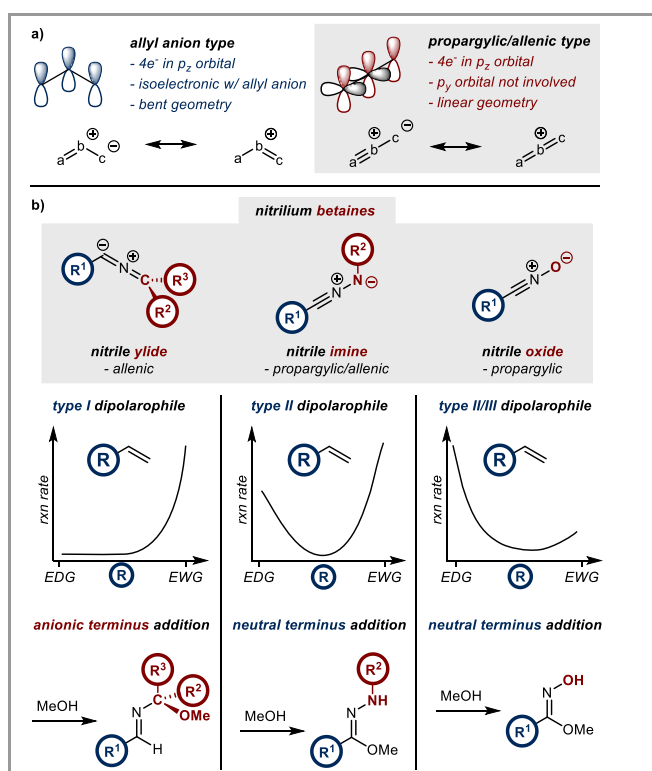 a)
allyl anion type
- 4e- in pz orbital
- isoelectronic w/ allyl anion
- bent geometry
propargylic/allenic type
- 4e- in pz orbital
- py orbital not involved
- linear geometry
a b⊕ c⊖ a b⊕ c
a b⊕ c⊖ a b⊕ c
b)
nitrilium betaines
R1 C⊖ N⊕ C R2 R3
R1 N⊕ N⊖ R2
R1 N⊕ O⊖
nitrile ylide
- allenic
nitrile imine
- propargylic/allenic
nitrile oxide
- propargylic
type I dipolarophile
type II dipolarophile
type II/III dipolarophile
R
R
R
rxn rate
rxn rate
rxn rate
EDG R EWG
EDG R EWG
EDG R EWG
anionic terminus addition
neutral terminus addition
neutral terminus addition
MeOH
R3
R2
N C
OMe
R1 H
MeOH
R2
NH
N
R1 OMe
MeOH
OH
N
R1 OMe